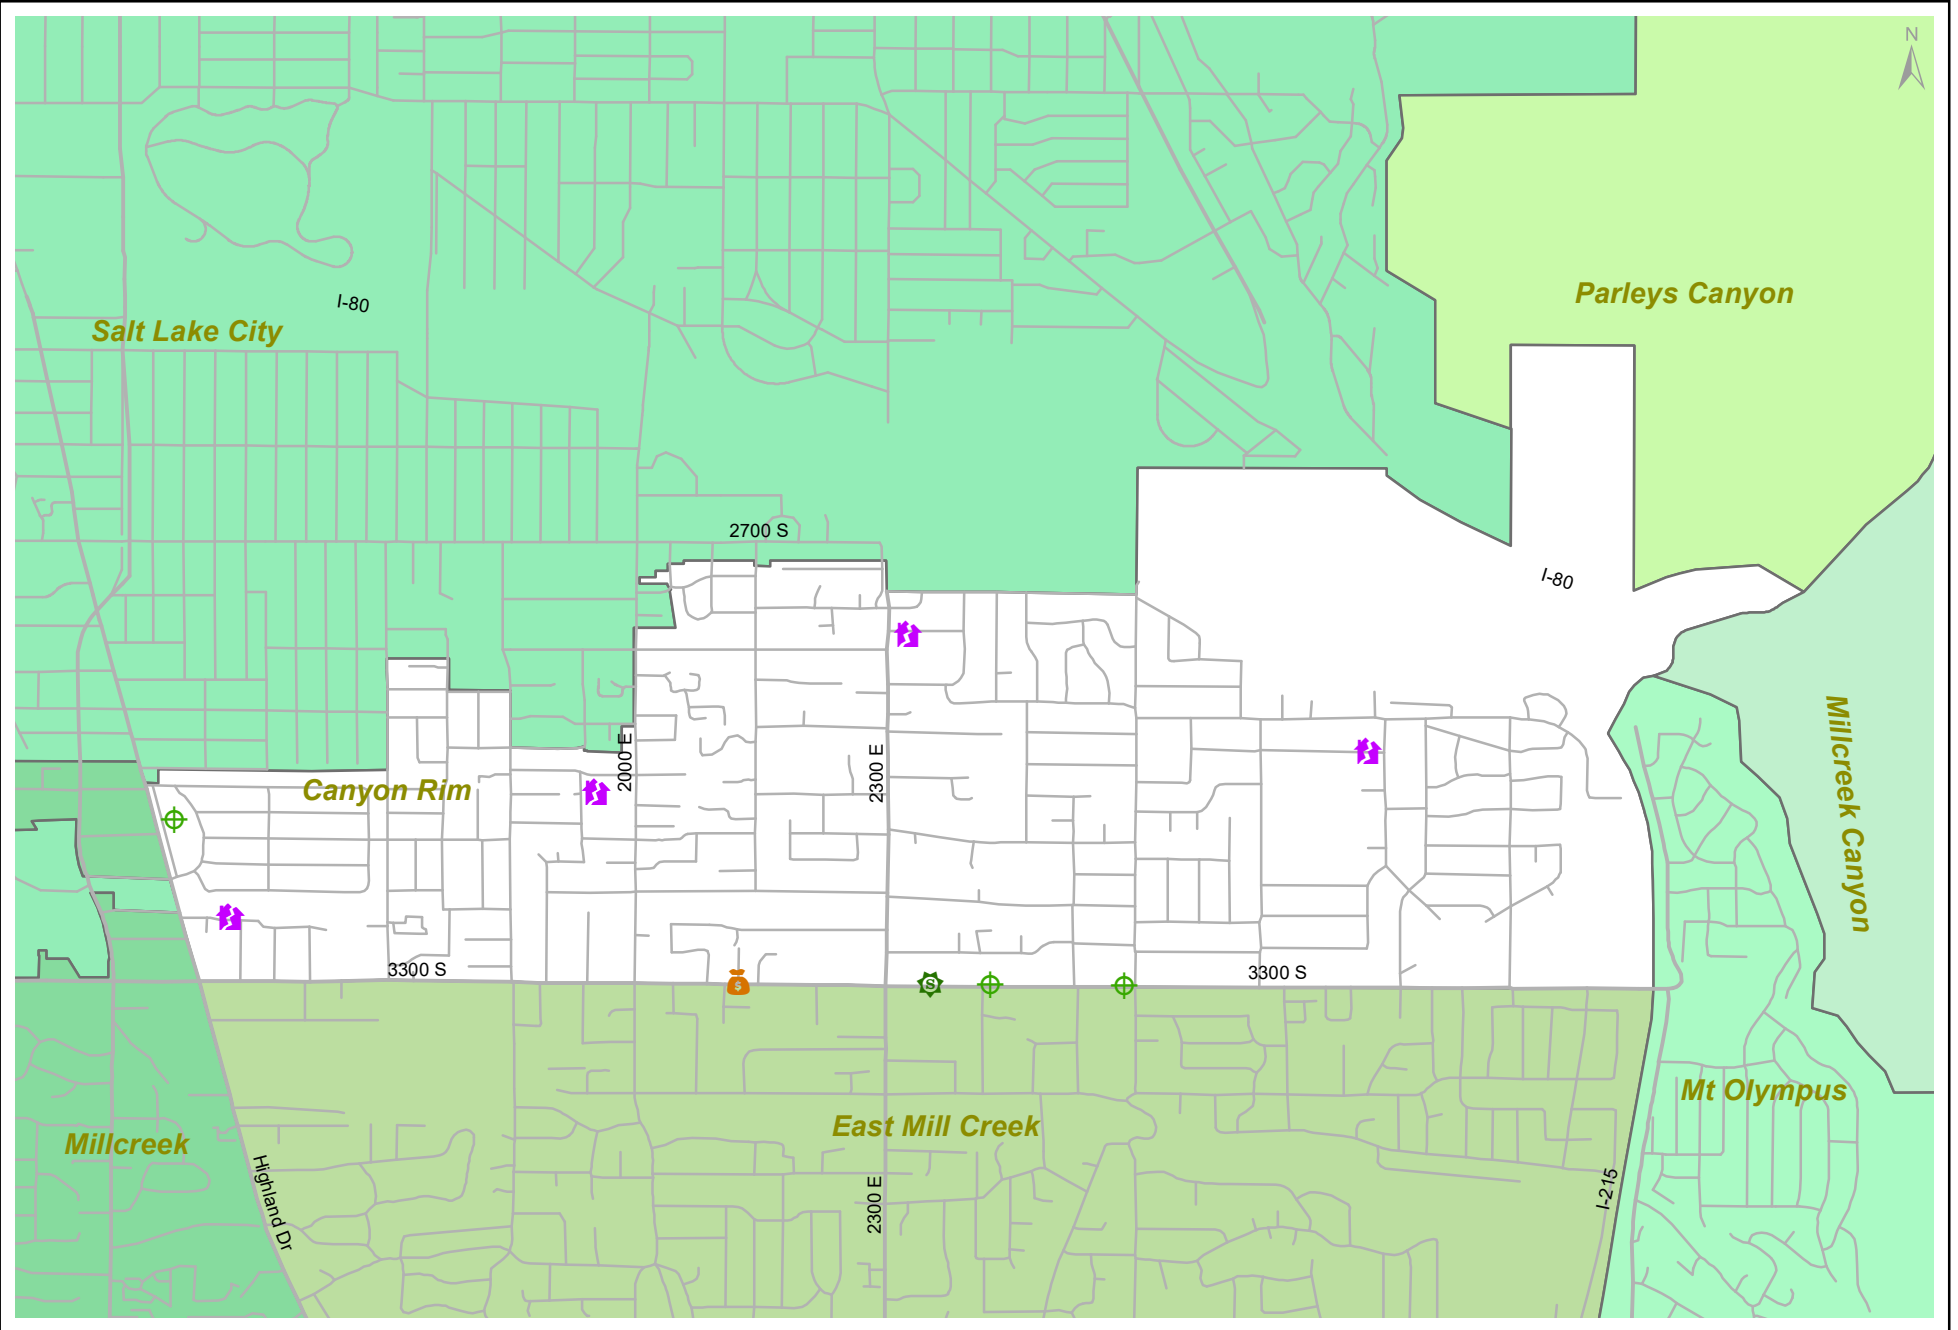 N
Parleys Canyon
I-80
Salt Lake City
2700 S
I-80
Millcreek Canyon
2000 E
2300 E
Canyon Rim
3300 S
3300 S
$
S
Mt Olympus
East Mill Creek
Millcreek
Highland Dr
2300 E
I-215